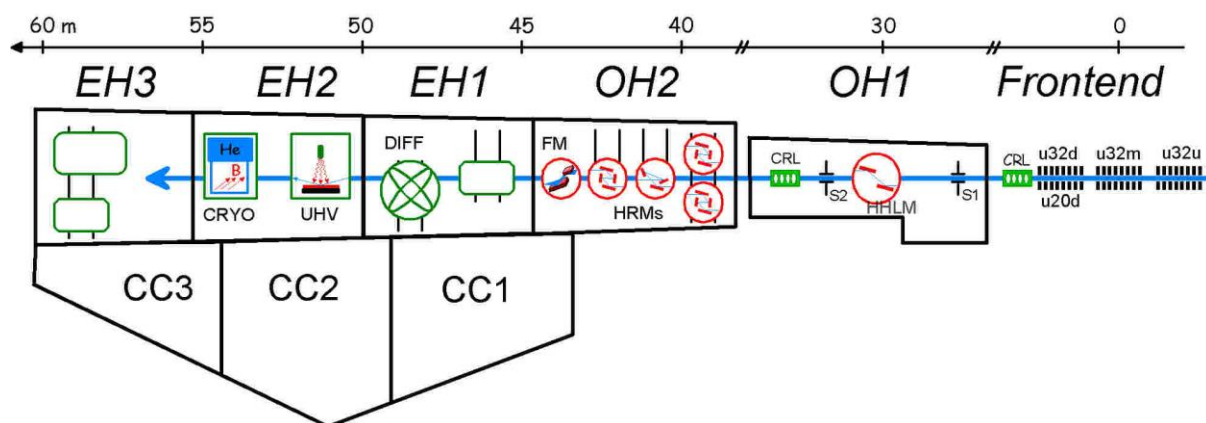 60 m 55 50 45 40 30 0
EH3 EH2 EH1 OH2 OH1 Frontend
DIFF FM CRL CRL u32d u32m u32u
He
B
S2 S1
CRYO UHV HRMs HHLM u20d
CC3 CC2 CC1